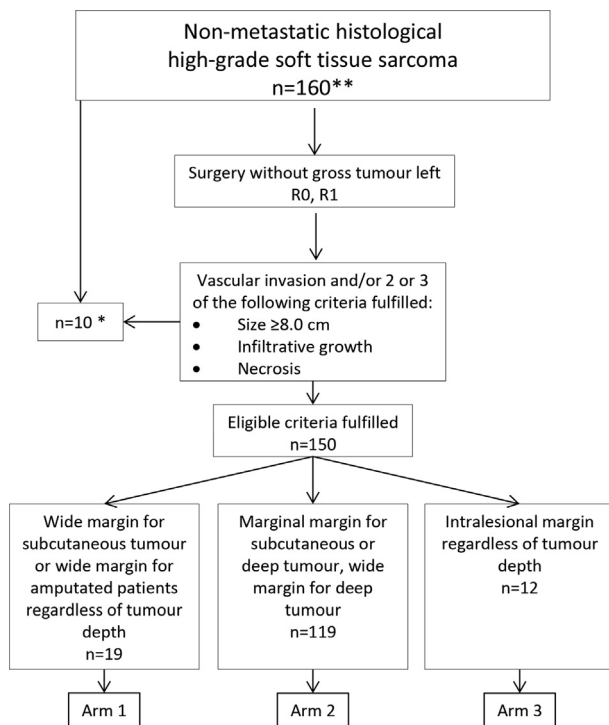 Non-metastatic histological
high-grade soft tissue sarcoma
n=160**
Surgery without gross tumour left
R0, R1
Vascular invasion and/or 2 or 3
of the following criteria fulfilled:
• Size ≥8.0 cm
• Infiltrative growth
• Necrosis
n=10 *
Eligible criteria fulfilled
n=150
Wide margin for
subcutaneous tumour
or wide margin for
amputated patients
regardless of tumour
depth
n=19
Marginal margin for
subcutaneous or
deep tumour, wide
margin for deep
tumour
n=119
Intralesional margin
regardless of tumour
depth
n=12
Arm 1
Arm 2
Arm 3